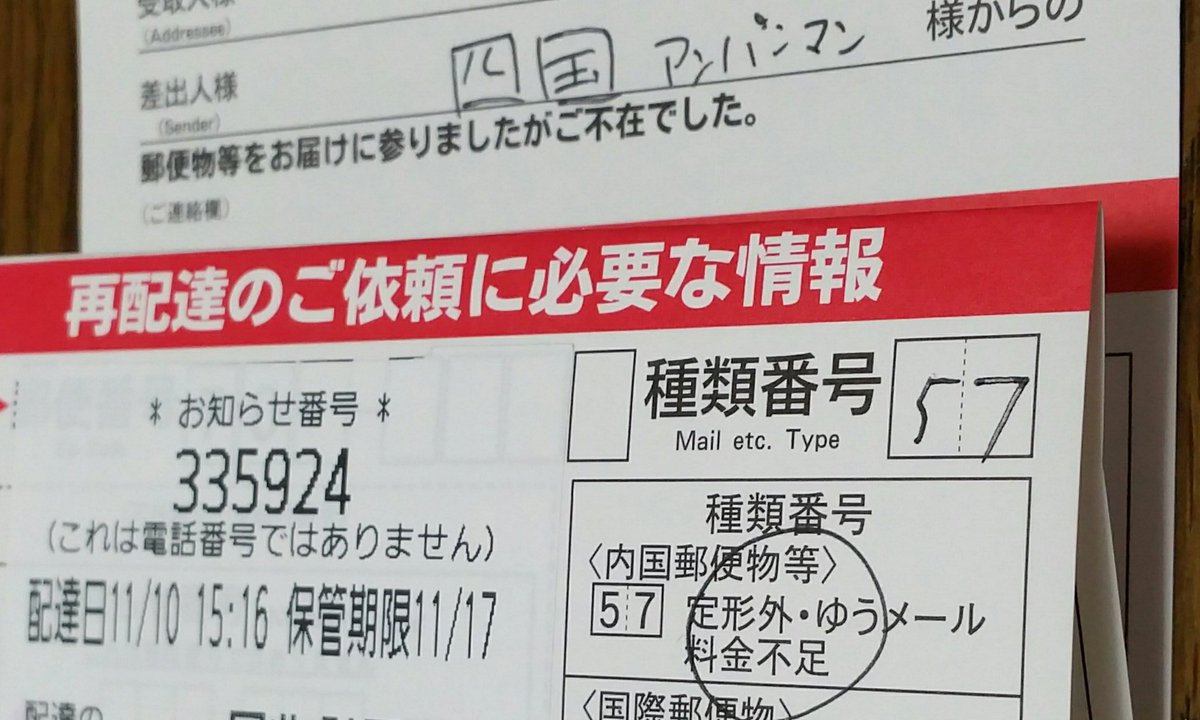 受取人様
(Addressee)
差出人様
(Sender)
四国 アンパンマン 様からの
郵便物等をお届けに参りましたがご不在でした。
(ご連絡欄)
再配達のご依頼に必要な情報
* お知らせ番号 *
335924
(これは電話番号ではありません)
配達日11/10 15:16 保管期限11/17
配達の
種類番号
Mail etc. Type
57
種類番号
〈内国郵便物等〉
57 定形外・ゆうメール
料金不足
〈国際郵便物〉